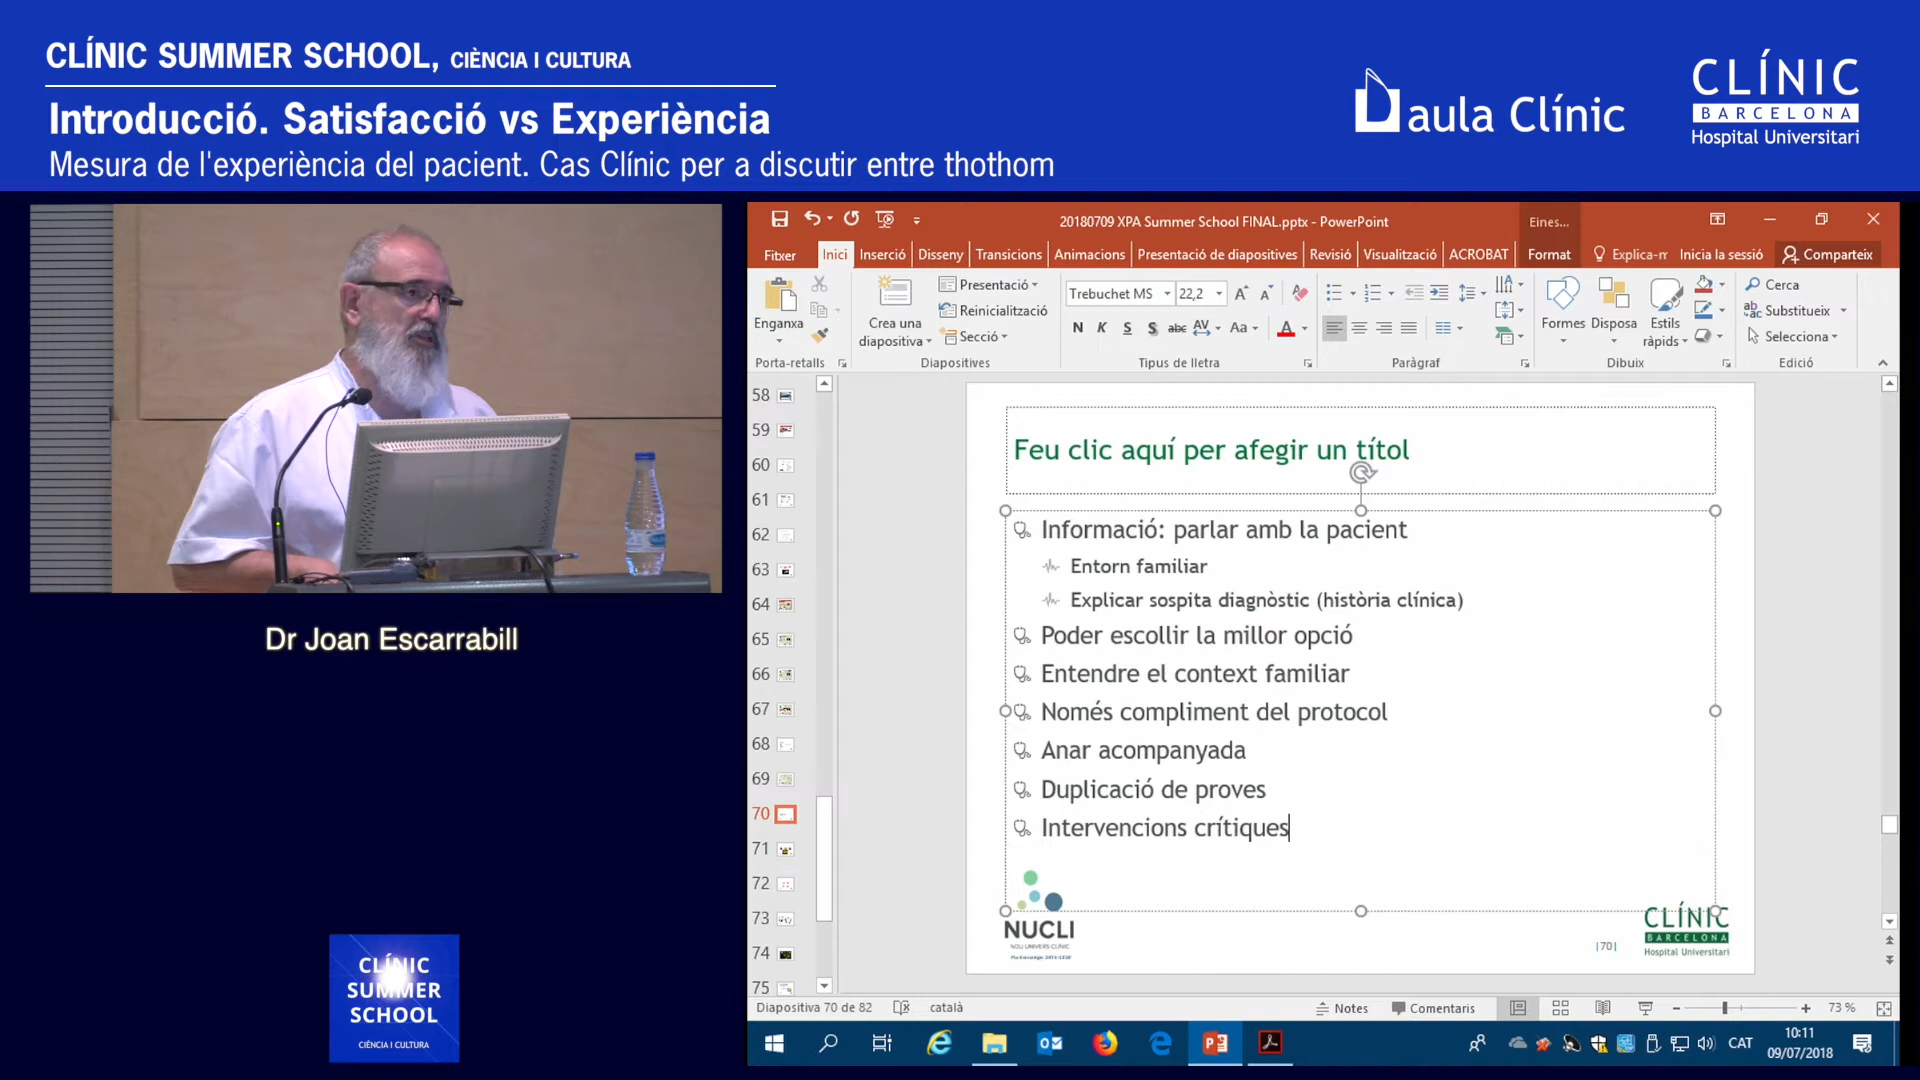 CLÍNIC SUMMER SCHOOL, CIÈNCIA I CULTURA
Introducció. Satisfacció vs Experiència
Mesura de l'experiència del pacient. Cas Clínic per a discutir entre thothom
aula Clínic
CLÍNIC
BARCELONA
Hospital Universitari
Dr Joan Escarrabill
CLÍNIC
SUMMER
SCHOOL
CIÈNCIA I CULTURA
20180709 XPA Summer School FINAL.pptx - PowerPoint
Eines...
Fitxer Inici Inserció Disseny Transicions Animacions Presentació de diapositives Revisió Visualització ACROBAT Format Explica-m Inicia la sessió Comparteix
Enganxa
Porta-retalls
Crea una
diapositiva
Presentació
Reinicialització
Secció
Diapositives
Trebuchet MS 22,2
N K S S abc AV Aa A
Tipus de lletra
Paràgraf
Formes Disposa Estils
ràpids
Dibuix
Cerca
Substitueix
Selecciona
Edició
58
59
60
61
62
63
64
65
66
67
68
69
70
71
72
73
74
75
Feu clic aquí per afegir un títol
Informació: parlar amb la pacient
Entorn familiar
Explicar sospita diagnòstic (història clínica)
Poder escollir la millor opció
Entendre el context familiar
Només compliment del protocol
Anar acompanyada
Duplicació de proves
Intervencions crítiques
NUCLI
NOU UNIVERS CLÍNIC
|70|
CLÍNIC
BARCELONA
Hospital Universitari
Diapositiva 70 de 82 català Notes Comentaris 73 %
CAT
10:11
09/07/2018